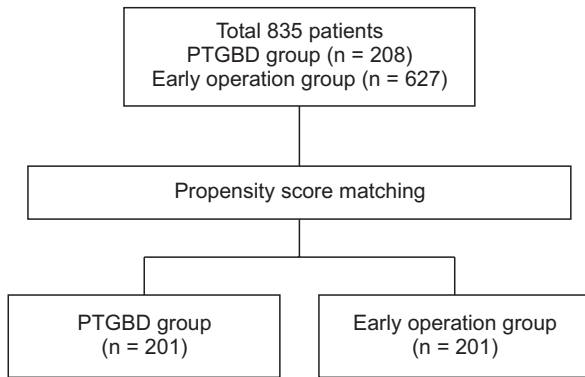 Total 835 patients
PTGBD group (n = 208)
Early operation group (n = 627)
Propensity score matching
PTGBD group
(n = 201)
Early operation group
(n = 201)